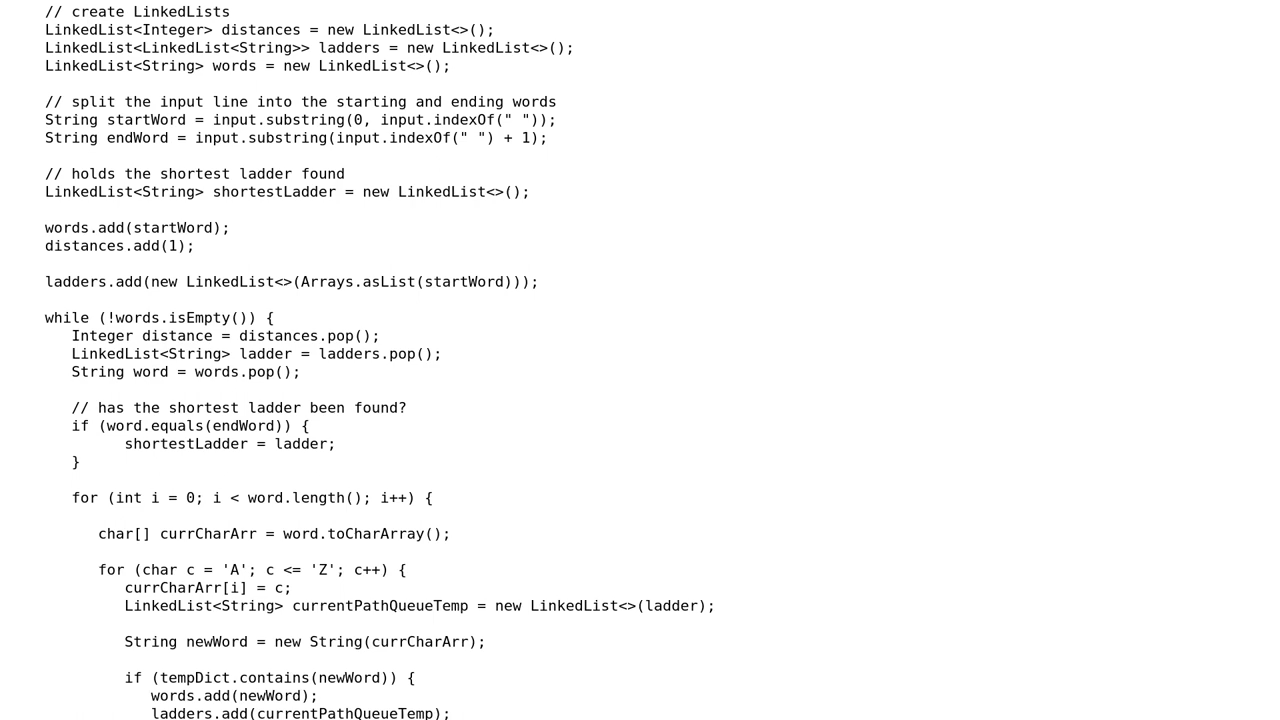 // create LinkedLists
LinkedList<Integer> distances = new LinkedList<>();
LinkedList<LinkedList<String>> ladders = new LinkedList<>();
LinkedList<String> words = new LinkedList<>();
// split the input line into the starting and ending words
String startWord = input.substring(0, input.indexOf(" "));
String endWord = input.substring(input.indexOf(" ") + 1);
// holds the shortest ladder found
LinkedList<String> shortestLadder = new LinkedList<>();
words.add(startWord);
distances.add(1);
ladders.add(new LinkedList<>(Arrays.asList(startWord)));
while (!words.isEmpty()) {
Integer distance = distances.pop();
LinkedList<String> ladder = ladders.pop();
String word = words.pop();
// has the shortest ladder been found?
if (word.equals(endWord)) {
shortestLadder = ladder;
}
for (int i = 0; i < word.length(); i++) {
char[] currCharArr = word.toCharArray();
for (char c = 'A'; c <= 'Z'; c++) {
currCharArr[i] = c;
LinkedList<String> currentPathQueueTemp = new LinkedList<>(ladder);
String newWord = new String(currCharArr);
if (tempDict.contains(newWord)) {
words.add(newWord);
ladders.add(currentPathQueueTemp);